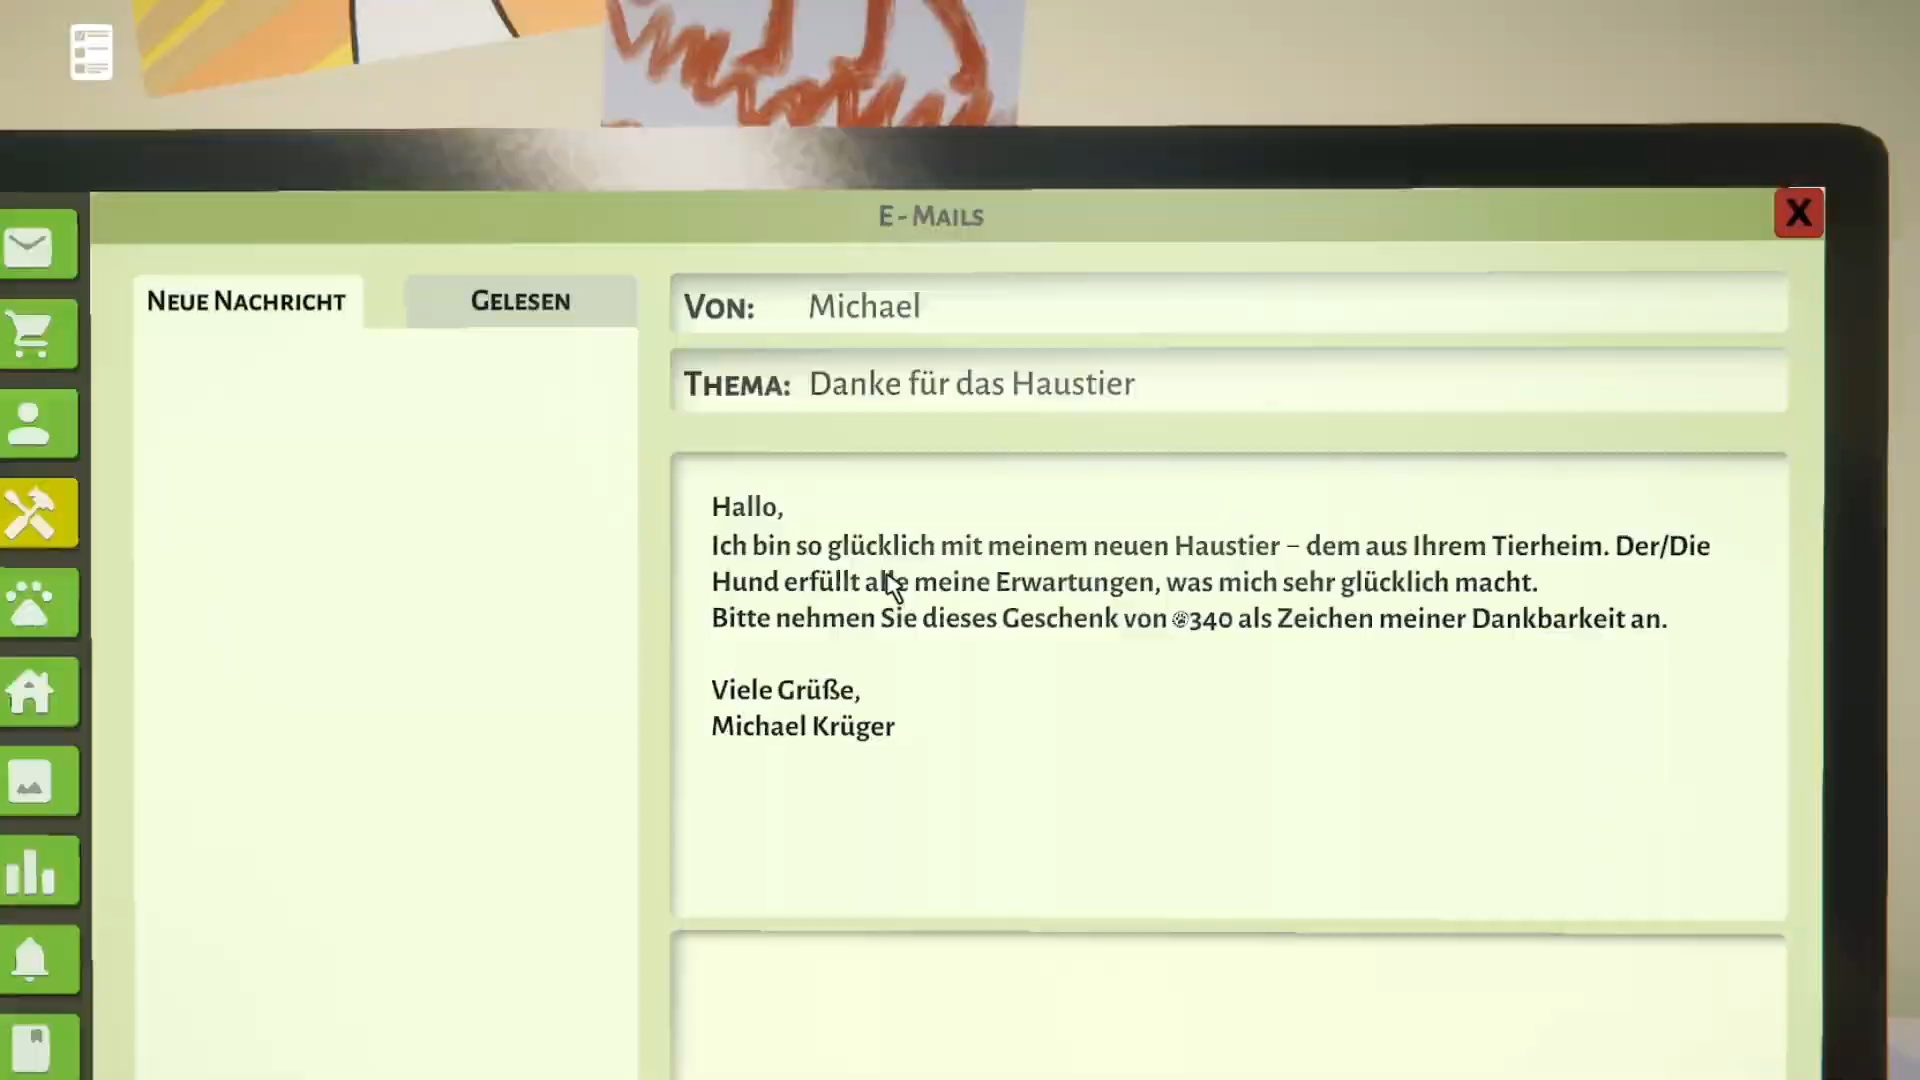 E-Mails
X
Neue Nachricht
Gelesen
Von: Michael
Thema: Danke für das Haustier
Hallo,
Ich bin so glücklich mit meinem neuen Haustier – dem aus Ihrem Tierheim. Der/Die
Hund erfüllt alle meine Erwartungen, was mich sehr glücklich macht.
Bitte nehmen Sie dieses Geschenk von 340 als Zeichen meiner Dankbarkeit an.
Viele Grüße,
Michael Krüger